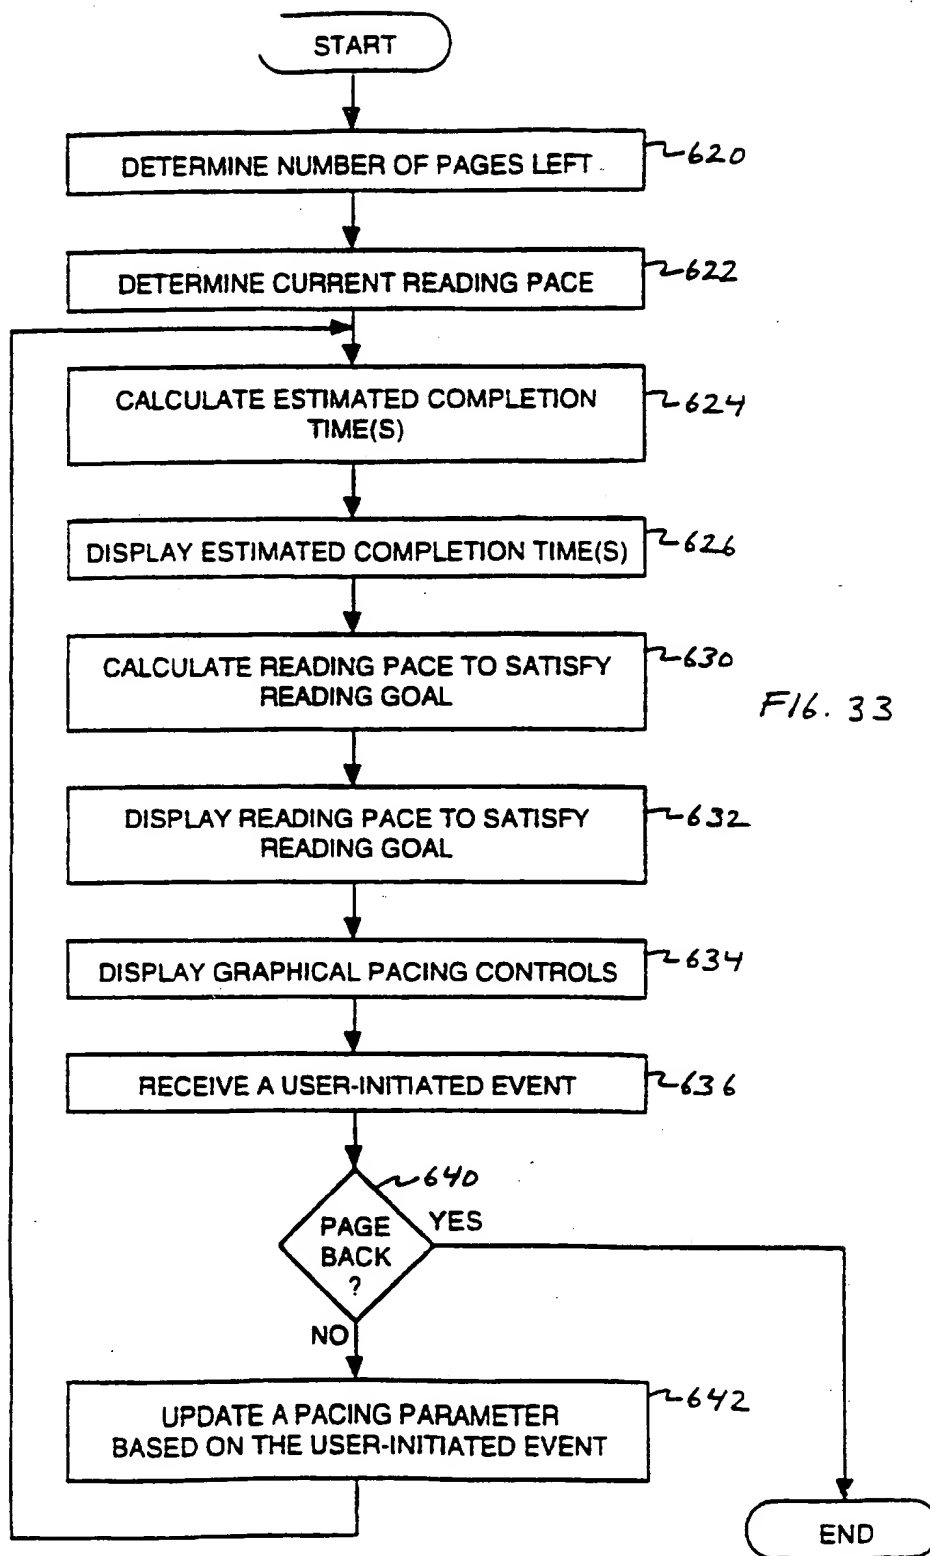 START
DETERMINE NUMBER OF PAGES LEFT
620
DETERMINE CURRENT READING PACE
622
CALCULATE ESTIMATED COMPLETION
TIME(S)
624
DISPLAY ESTIMATED COMPLETION TIME(S)
626
CALCULATE READING PACE TO SATISFY
READING GOAL
630
FIG. 33
DISPLAY READING PACE TO SATISFY
READING GOAL
632
DISPLAY GRAPHICAL PACING CONTROLS
634
RECEIVE A USER-INITIATED EVENT
636
640
PAGE
BACK
?
YES
NO
UPDATE A PACING PARAMETER
BASED ON THE USER-INITIATED EVENT
642
END